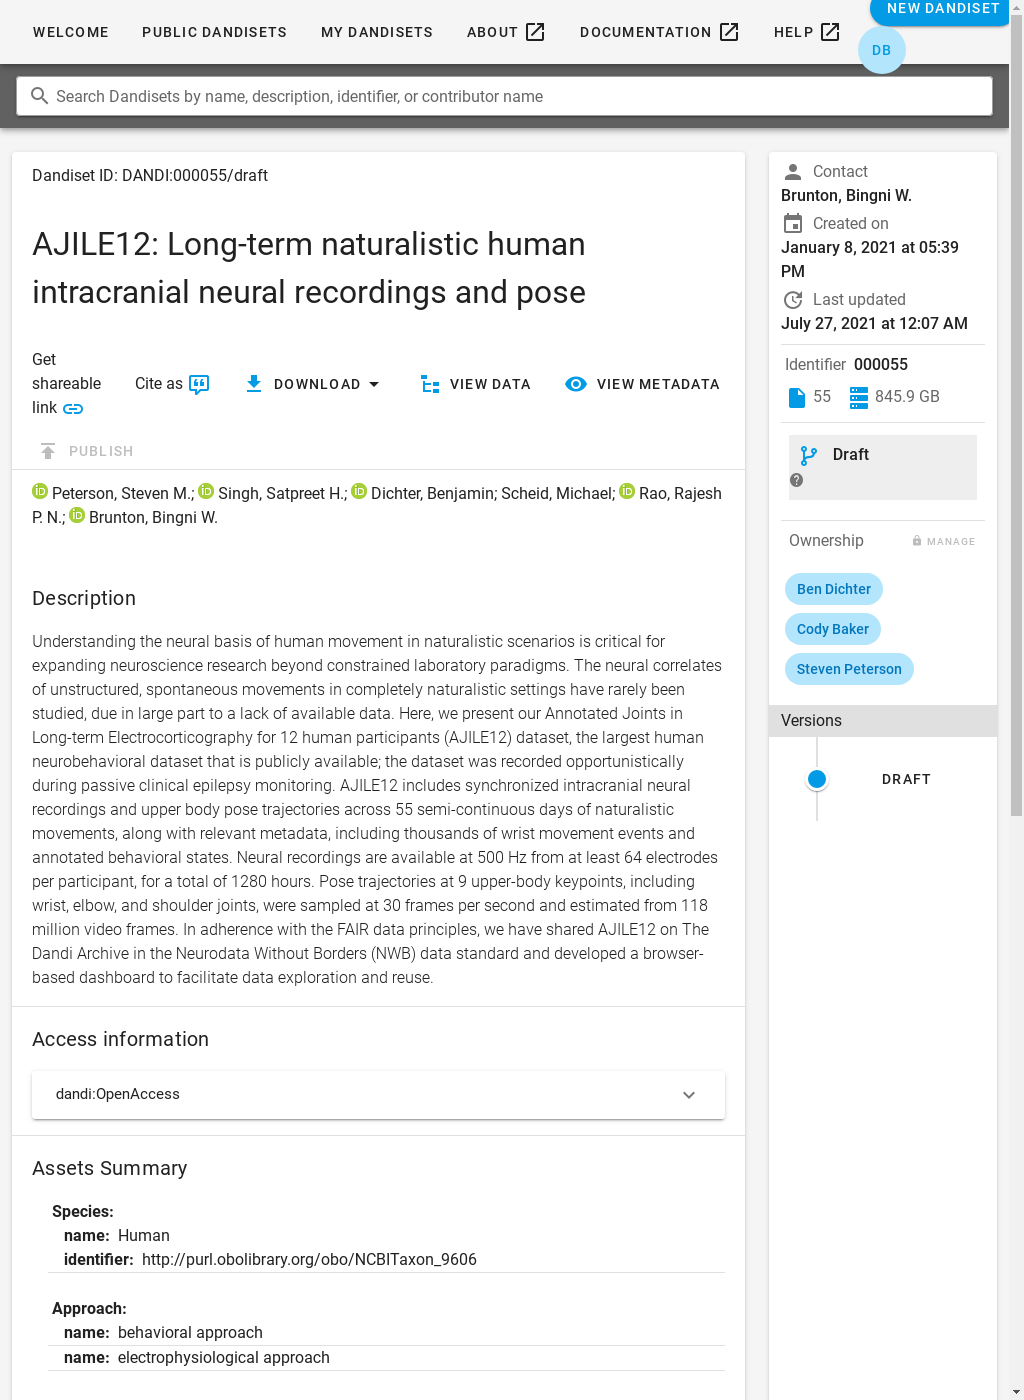 NEW DANDISET
WELCOME PUBLIC DANDISETS MY DANDISETS ABOUT DOCUMENTATION HELP
DB
Search Dandisets by name, description, identifier, or contributor name
Dandiset ID: DANDI:000055/draft
AJILE12: Long-term naturalistic human
intracranial neural recordings and pose
Get
shareable
link
Cite as
DOWNLOAD
VIEW DATA
VIEW METADATA
PUBLISH
iD Peterson, Steven M.; iD Singh, Satpreet H.; iD Dichter, Benjamin; Scheid, Michael; iD Rao, Rajesh
P. N.; iD Brunton, Bingni W.
Description
Understanding the neural basis of human movement in naturalistic scenarios is critical for
expanding neuroscience research beyond constrained laboratory paradigms. The neural correlates
of unstructured, spontaneous movements in completely naturalistic settings have rarely been
studied, due in large part to a lack of available data. Here, we present our Annotated Joints in
Long-term Electrocorticography for 12 human participants (AJILE12) dataset, the largest human
neurobehavioral dataset that is publicly available; the dataset was recorded opportunistically
during passive clinical epilepsy monitoring. AJILE12 includes synchronized intracranial neural
recordings and upper body pose trajectories across 55 semi-continuous days of naturalistic
movements, along with relevant metadata, including thousands of wrist movement events and
annotated behavioral states. Neural recordings are available at 500 Hz from at least 64 electrodes
per participant, for a total of 1280 hours. Pose trajectories at 9 upper-body keypoints, including
wrist, elbow, and shoulder joints, were sampled at 30 frames per second and estimated from 118
million video frames. In adherence with the FAIR data principles, we have shared AJILE12 on The
Dandi Archive in the Neurodata Without Borders (NWB) data standard and developed a browser-
based dashboard to facilitate data exploration and reuse.
Access information
dandi:OpenAccess
Assets Summary
Species:
name: Human
identifier: http://purl.obolibrary.org/obo/NCBITaxon_9606
Approach:
name: behavioral approach
name: electrophysiological approach
Contact
Brunton, Bingni W.
Created on
January 8, 2021 at 05:39
PM
Last updated
July 27, 2021 at 12:07 AM
Identifier 000055
55 845.9 GB
Draft
?
Ownership MANAGE
Ben Dichter
Cody Baker
Steven Peterson
Versions
DRAFT